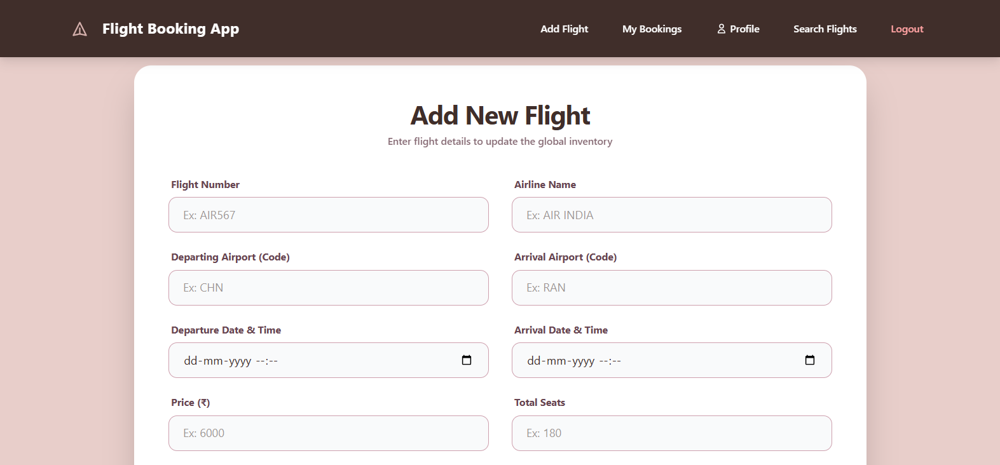 Flight Booking App
Add Flight My Bookings Profile Search Flights Logout
Add New Flight
Enter flight details to update the global inventory
Flight Number Airline Name
Ex: AIR567 Ex: AIR INDIA
Departing Airport (Code) Arrival Airport (Code)
Ex: CHN Ex: RAN
Departure Date & Time Arrival Date & Time
dd-mm-yyyy --:-- dd-mm-yyyy --:--
Price (₹) Total Seats
Ex: 6000 Ex: 180